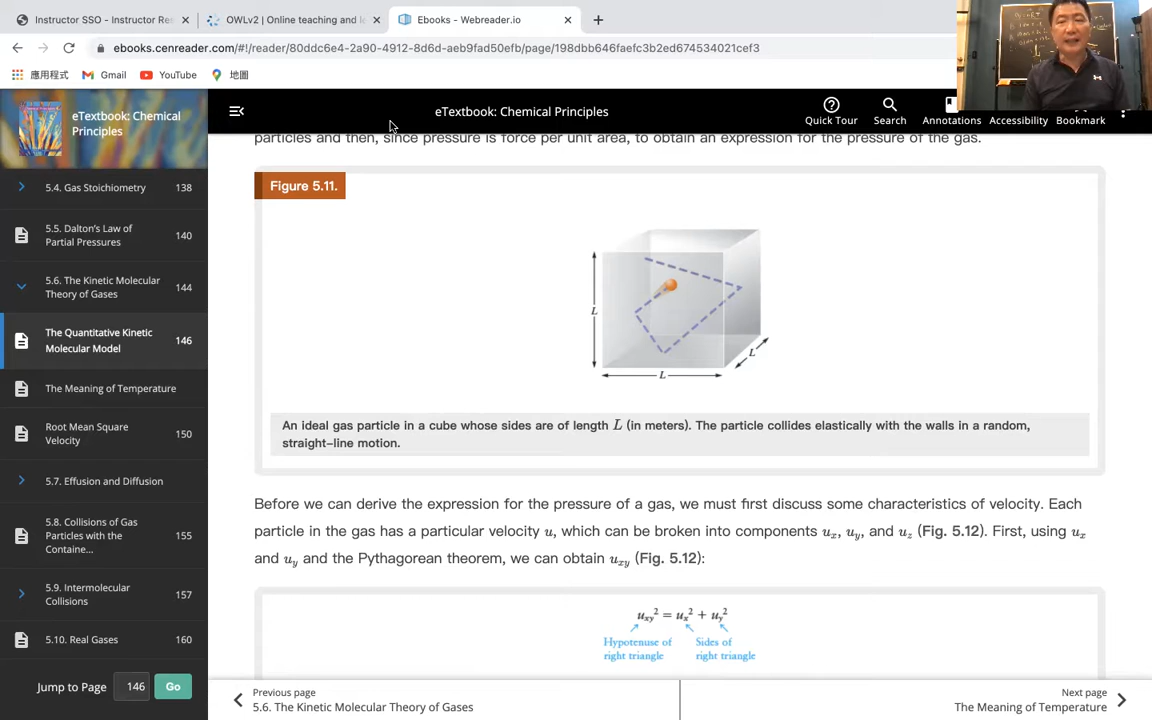 Instructor SSO - Instructor Res
OWLv2 | Online teaching and le
Ebooks - Webreader.io
ebooks.cenreader.com/#!/reader/80ddc6e4-2a90-4912-8d6d-aeb9fad50efb/page/198dbb646faefc3b2ed674534021cef3
應用程式
Gmail
YouTube
地圖
eTextbook: Chemical
Principles
eTextbook: Chemical Principles
Quick Tour
Search
Annotations
Accessibility
Bookmark
5.4. Gas Stoichiometry 138
5.5. Dalton's Law of
Partial Pressures 140
5.6. The Kinetic Molecular
Theory of Gases 144
The Quantitative Kinetic
Molecular Model 146
The Meaning of Temperature
Root Mean Square
Velocity 150
5.7. Effusion and Diffusion
5.8. Collisions of Gas
Particles with the
Containe... 155
5.9. Intermolecular
Collisions 157
5.10. Real Gases 160
Jump to Page 146 Go
particles and then, since pressure is force per unit area, to obtain an expression for the pressure of the gas.
Figure 5.11.
L
L
L
An ideal gas particle in a cube whose sides are of length L (in meters). The particle collides elastically with the walls in a random,
straight-line motion.
Before we can derive the expression for the pressure of a gas, we must first discuss some characteristics of velocity. Each
particle in the gas has a particular velocity u, which can be broken into components uₓ, u_y, and u_z (Fig. 5.12). First, using uₓ
and u_y and the Pythagorean theorem, we can obtain u_xy (Fig. 5.12):
u_xy² = uₓ² + u_y²
Hypotenuse of
right triangle
Sides of
right triangle
Previous page
5.6. The Kinetic Molecular Theory of Gases
Next page
The Meaning of Temperature